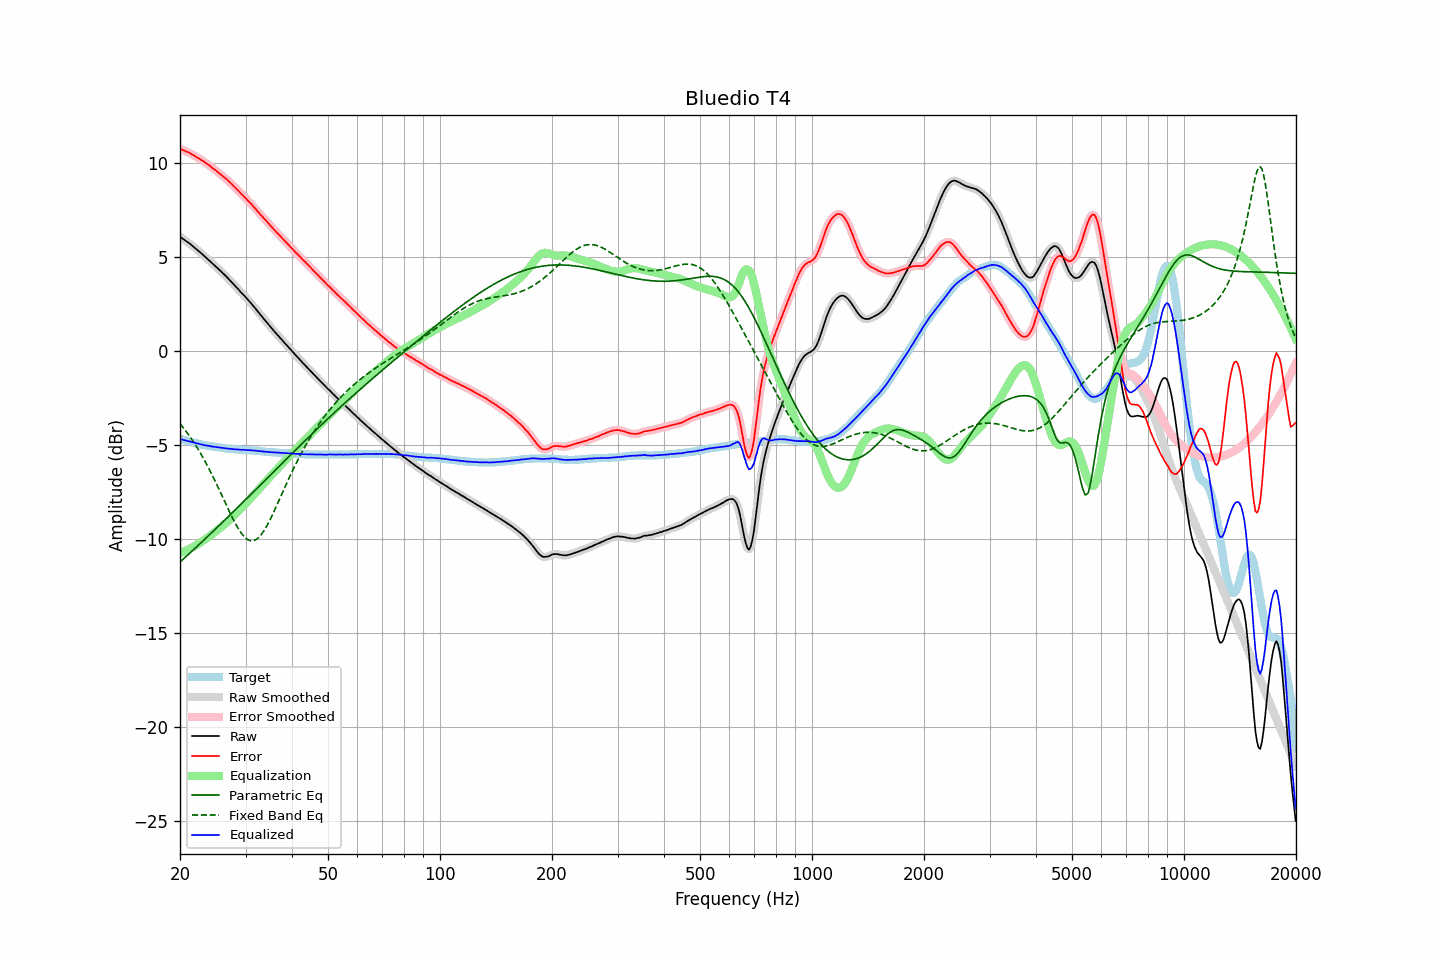 Bluedio T4
Amplitude (dBr)
10
5
0
−5
−10
−15
−20
−25
Target
Raw Smoothed
Error Smoothed
Raw
Error
Equalization
Parametric Eq
Fixed Band Eq
Equalized
20 50 100 200 500 1000 2000 5000 10000 20000
Frequency (Hz)